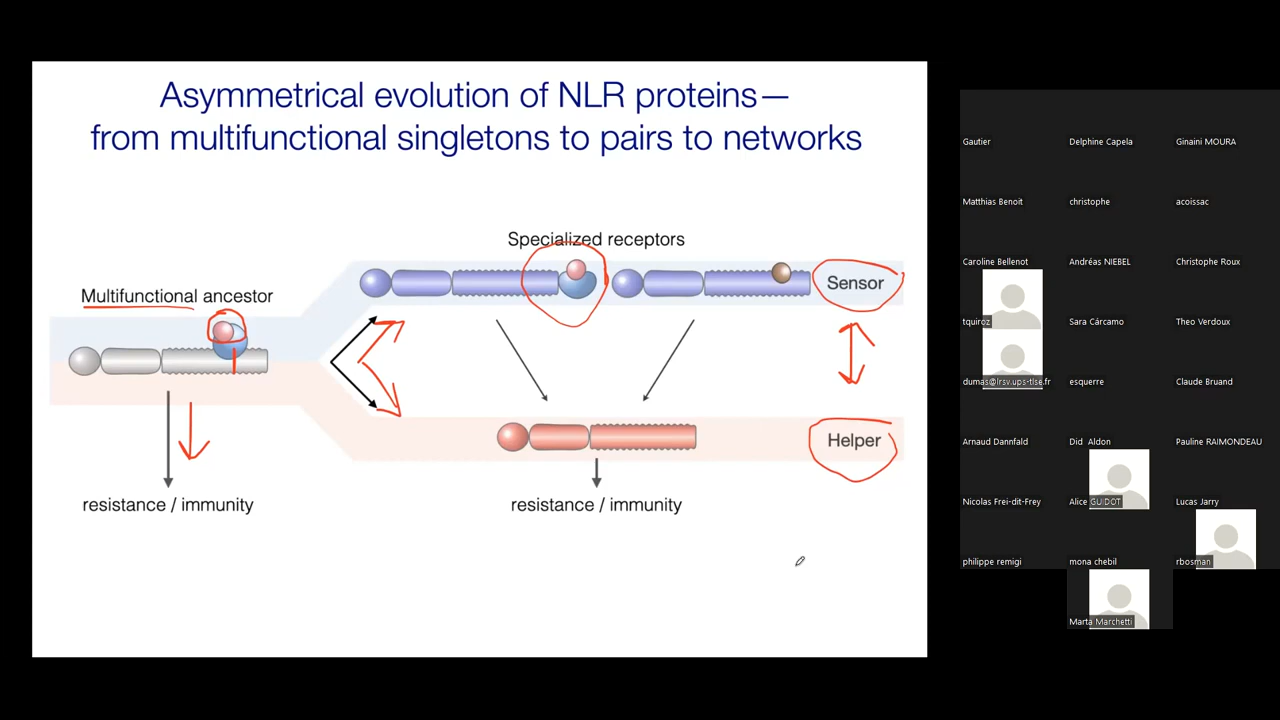 Asymmetrical evolution of NLR proteins—
from multifunctional singletons to pairs to networks
Specialized receptors
Sensor
Multifunctional ancestor
Helper
resistance / immunity
resistance / immunity
Gautier
Delphine Capela
Ginaini MOURA
Matthias Benoit
christophe
acoissac
Caroline Bellenot
Andréas NIEBEL
Christophe Roux
tquiroz
Sara Cárcamo
Theo Verdoux
dumas@lrsv.ups-tlse.fr
esquerre
Claude Bruand
Arnaud Dannfald
Did Aldon
Pauline RAIMONDEAU
Nicolas Frei-dit-Frey
Alice GUIDOT
Lucas Jarry
philippe remigi
mona chebil
rbosman
Marta Marchetti